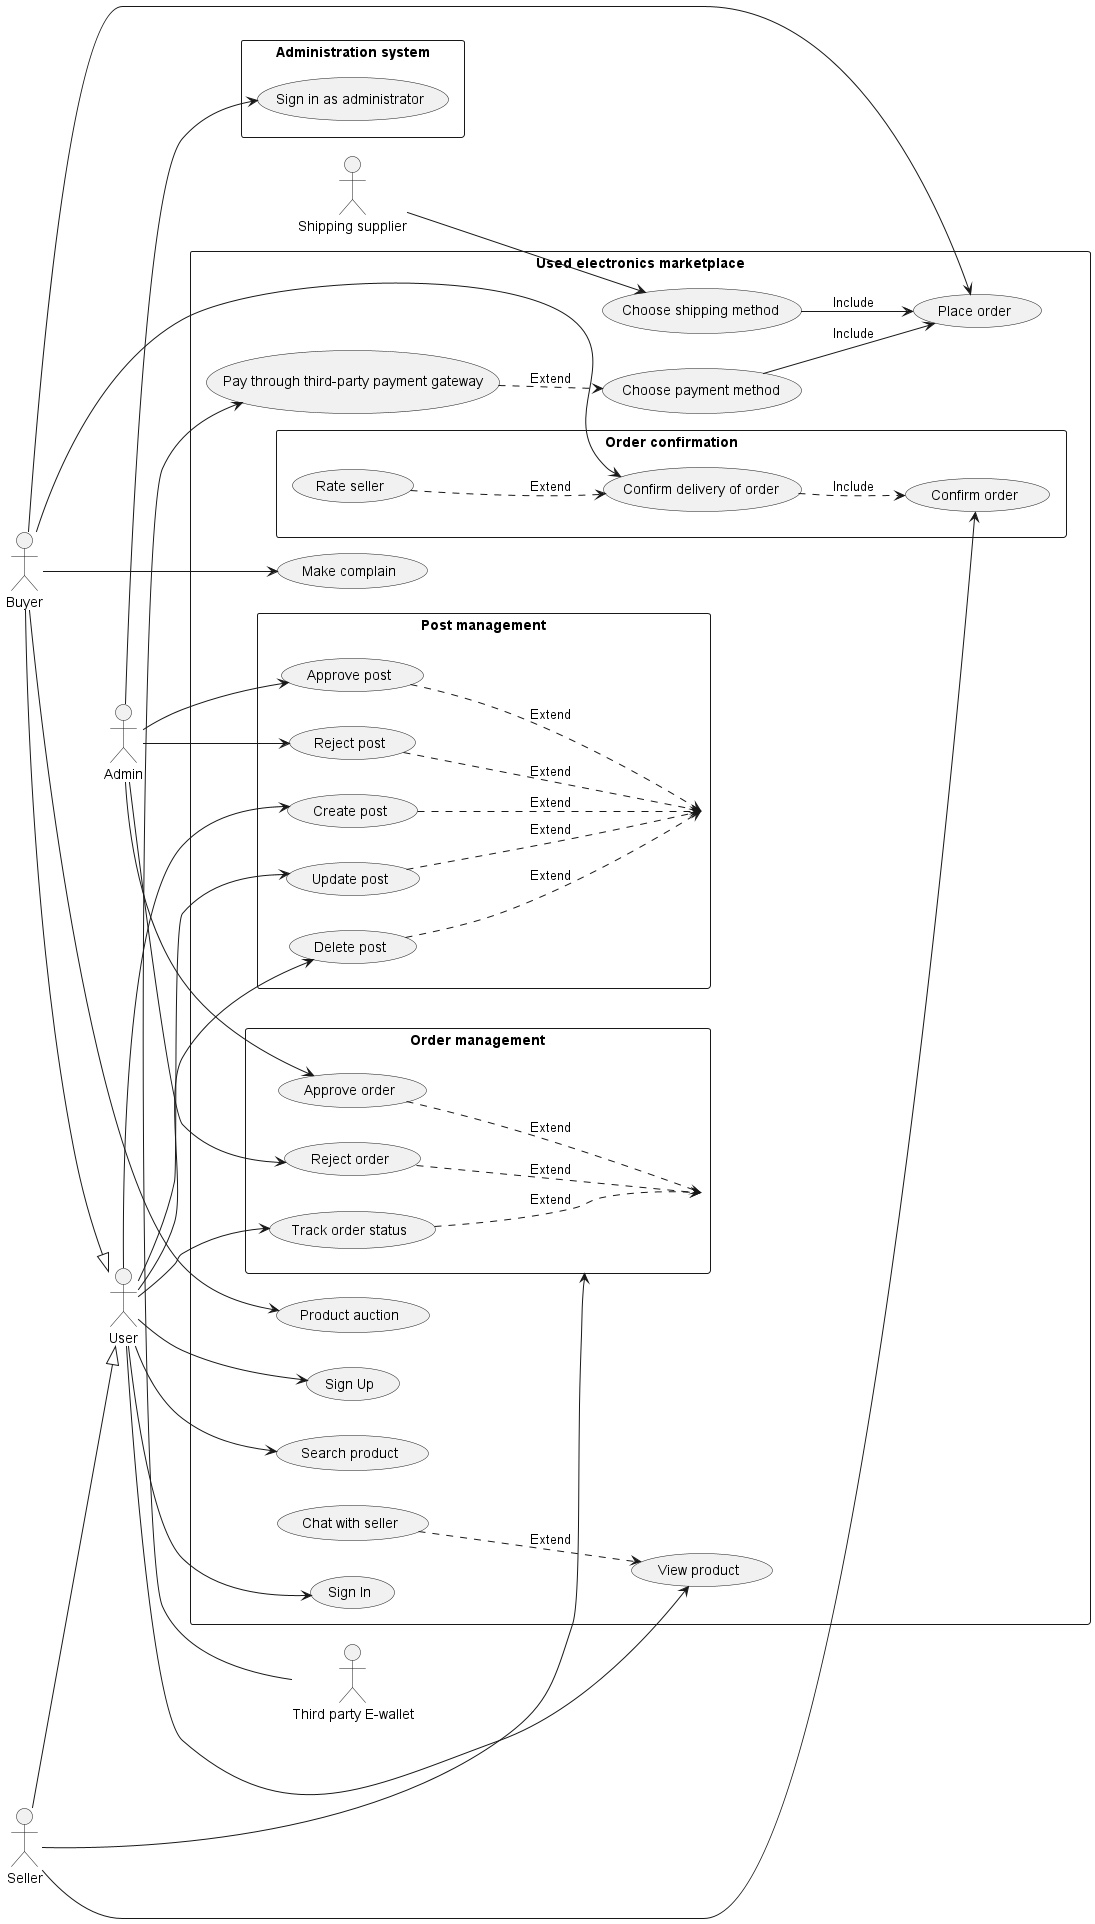 Administration system
Sign in as administrator
Shipping supplier
Used electronics marketplace
Choose shipping method
Include
Place order
Include
Pay through third-party payment gateway
Extend
Choose payment method
Order confirmation
Rate seller
Extend
Confirm delivery of order
Include
Confirm order
Make complain
Buyer
Post management
Approve post
Extend
Reject post
Extend
Admin
Extend
Create post
Extend
Update post
Extend
Delete post
Order management
Approve order
Extend
Reject order
Extend
Extend
Track order status
Product auction
User
Sign Up
Search product
Chat with seller
Extend
View product
Sign In
Third party E-wallet
Seller